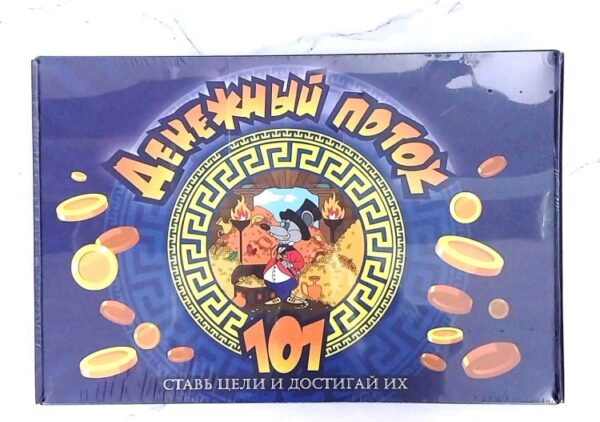 Денежный поток
101
СТАВЬ ЦЕЛИ И ДОСТИГАЙ ИХ